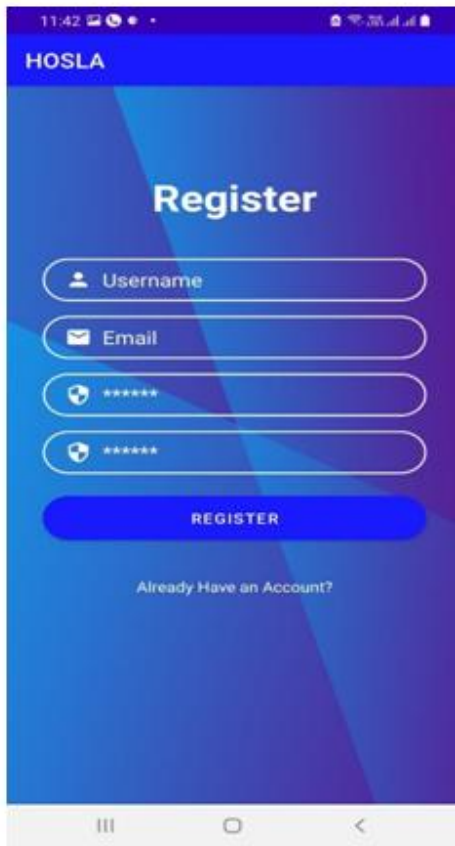 11:42
HOSLA
Register
Username
Email
******
******
REGISTER
Already Have an Account?